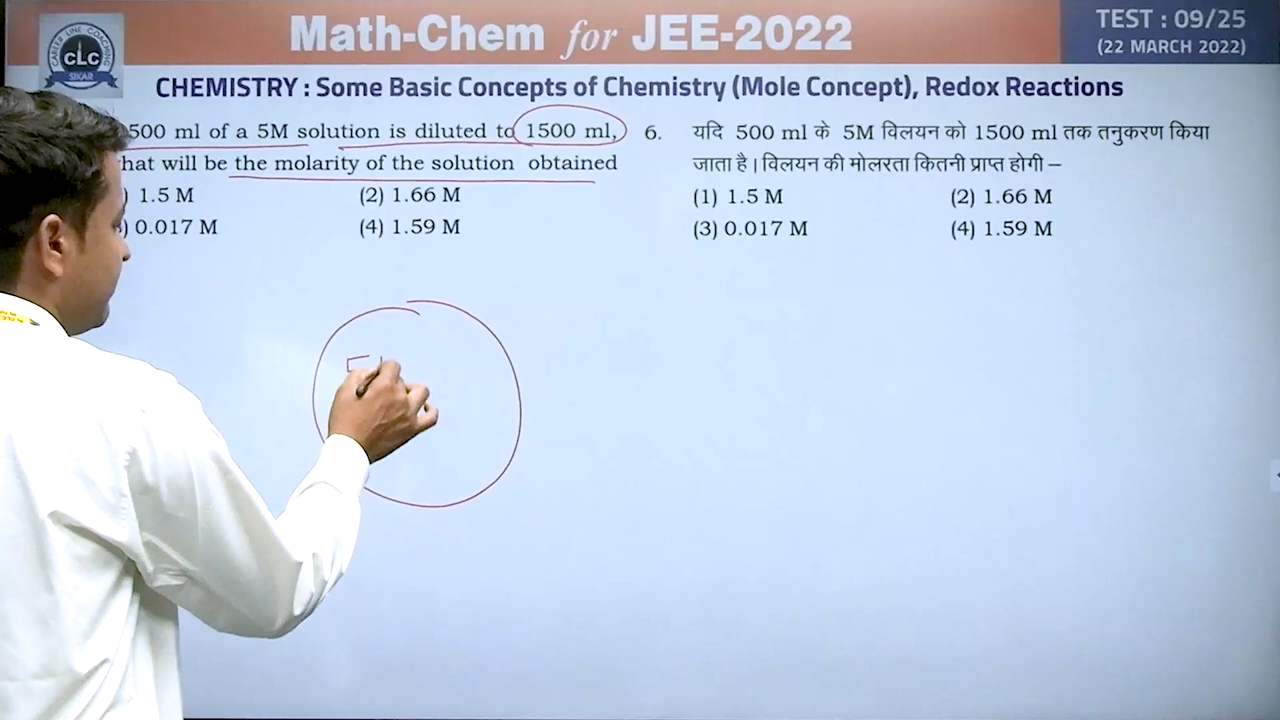 Math-Chem for JEE-2022
TEST : 09/25
(22 MARCH 2022)
CAREER LINE COACHING
CLC
SIKAR
CHEMISTRY : Some Basic Concepts of Chemistry (Mole Concept), Redox Reactions
500 ml of a 5M solution is diluted to 1500 ml,
hat will be the molarity of the solution obtained
) 1.5 M (2) 1.66 M
) 0.017 M (4) 1.59 M
6. यदि 500 ml के 5M विलयन को 1500 ml तक तनुकरण किया
जाता है । विलयन की मोलरता कितनी प्राप्त होगी –
(1) 1.5 M (2) 1.66 M
(3) 0.017 M (4) 1.59 M